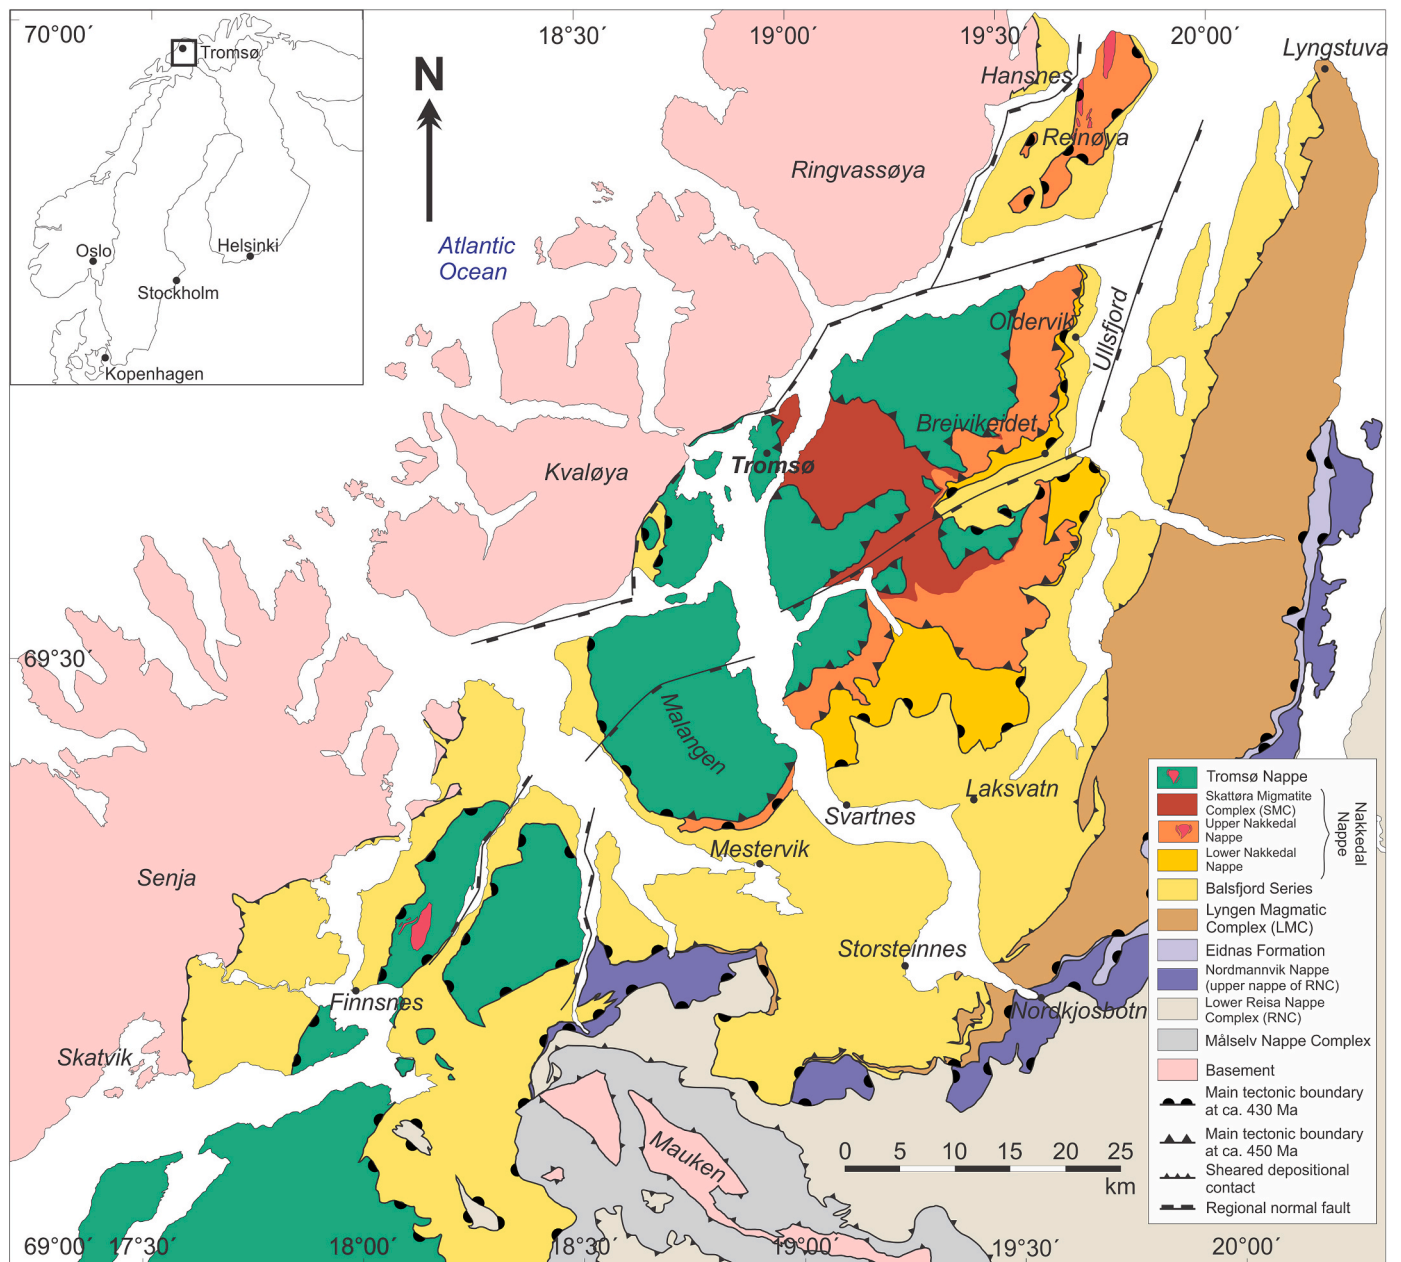 70°00´
18°30´
19°00´
19°30´
20°00´
Tromsø
Oslo
Helsinki
Stockholm
Kopenhagen
N
Atlantic
Ocean
Lyngstuva
Hansnes
Reinøya
Ringvassøya
Oldervik
Ullsfjord
Breivikeidet
Tromsø
Kvaløya
69°30´
Malangen
Laksvatn
Svartnes
Mestervik
Senja
Storsteinnes
Finnsnes
Nordkjosbotn
Skatvik
Mauken
Tromsø Nappe
Skattøra Migmatite
Complex (SMC)
Upper Nakkedal
Nappe
Lower Nakkedal
Nappe
Nakkedal
Nappe
Balsfjord Series
Lyngen Magmatic
Complex (LMC)
Eidnas Formation
Nordmannvik Nappe
(upper nappe of RNC)
Lower Reisa Nappe
Complex (RNC)
Målselv Nappe Complex
Basement
Main tectonic boundary
at ca. 430 Ma
Main tectonic boundary
at ca. 450 Ma
Sheared depositional
contact
Regional normal fault
0 5 10 15 20 25
km
69°00´ 17°30´
18°00´
18°30´
19°00´
19°30´
20°00´